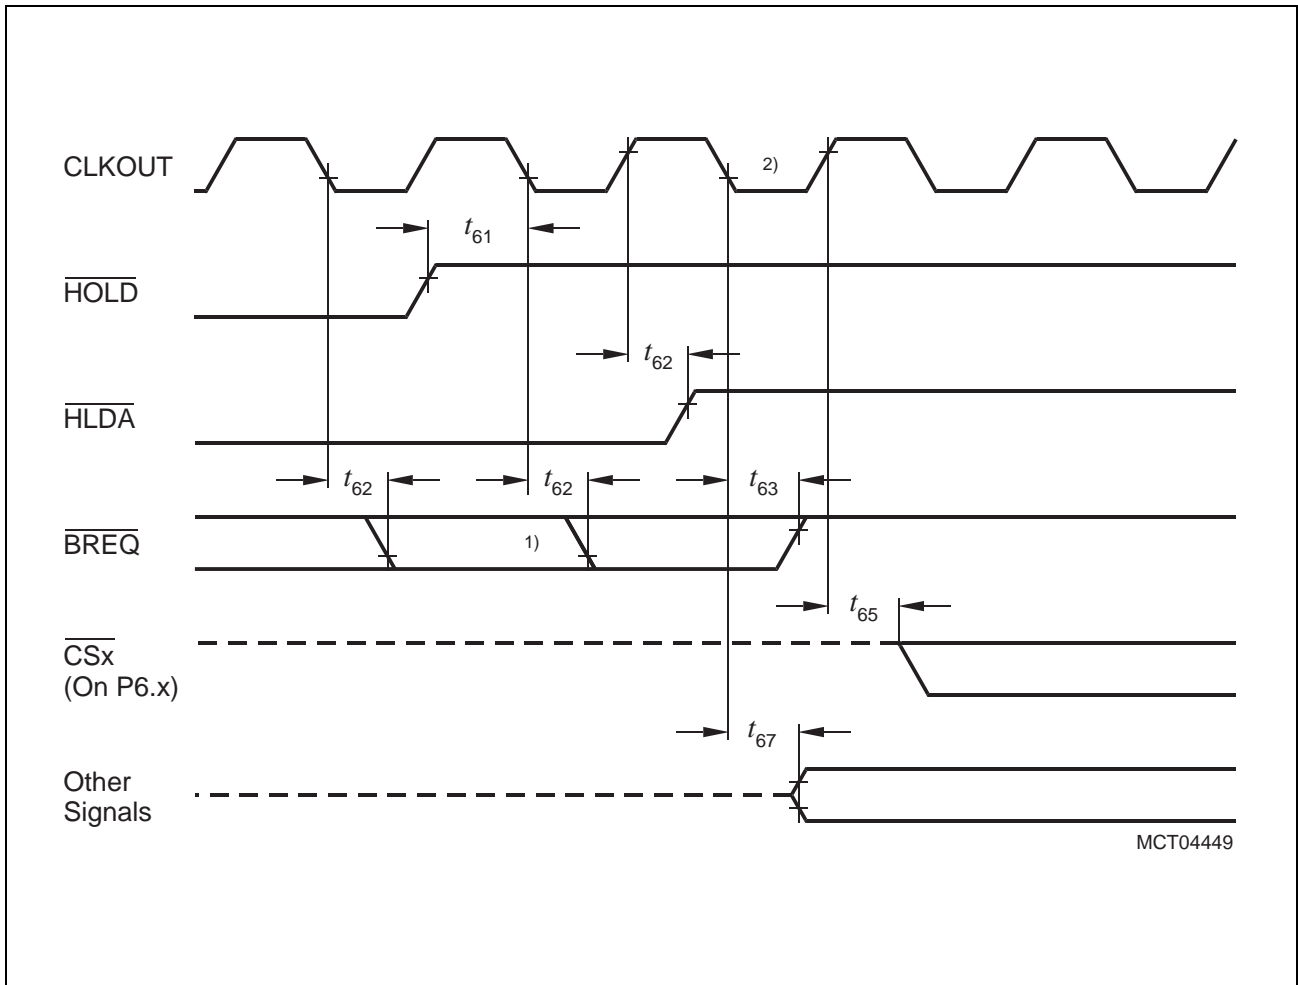 CLKOUT
2)
t61
HOLD
t62
HLDA
t62
t62
t63
BREQ
1)
t65
CSx
(On P6.x)
t67
Other
Signals
MCT04449